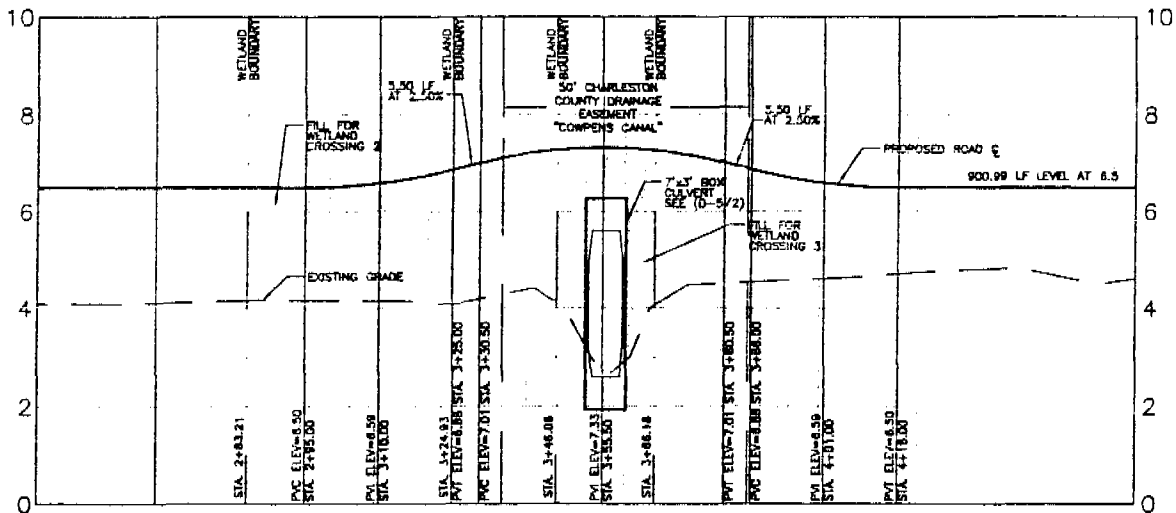 10
8
6
4
2
0
10
8
6
4
2
0
WETLAND
BOUNDARY
WETLAND
BOUNDARY
WETLAND
BOUNDARY
WETLAND
BOUNDARY
5.50 LF
AT 2.50%
50' CHARLESTON
COUNTY DRAINAGE
EASEMENT
"COWPENS CANAL"
5.50 LF
AT 2.50%
FILL FOR
WETLAND
CROSSING 2
PROPOSED ROAD ℄
900.99 LF LEVEL AT 6.5
7'x3' BOX
CULVERT
SEE (D-5/2)
FILL FOR
WETLAND
CROSSING 3
EXISTING GRADE
STA. 2+83.21
PVC ELEV=6.50
STA. 2+95.00
PVI ELEV=6.59
STA. 3+10.00
STA. 3+24.93
PVT ELEV=6.88 STA. 3+25.00
PVC ELEV=7.01 STA. 3+30.50
STA. 3+46.08
PVI ELEV=7.33
STA. 3+55.50
STA. 3+66.18
PVT ELEV=7.01 STA. 3+80.50
PVC ELEV=6.88 STA. 3+86.00
PVI ELEV=6.59
STA. 4+01.00
PVT ELEV=6.50
STA. 4+16.00